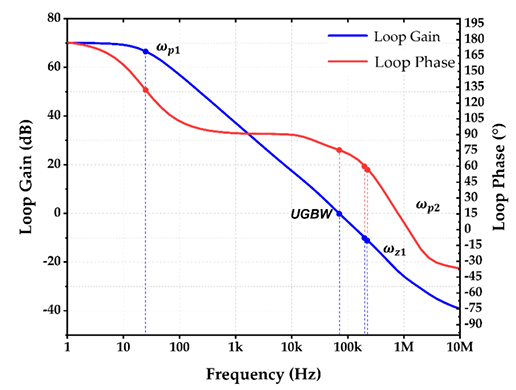 Loop Gain
Loop Phase
ωp1
UGBW
ωz1
ωp2
Loop Gain (dB)
80
60
40
20
0
-20
-40
Loop Phase (°)
195
180
165
150
135
120
105
90
75
60
45
30
15
0
-15
-30
-45
-60
-75
-90
1
10
100
1k
10k
100k
1M
10M
Frequency (Hz)